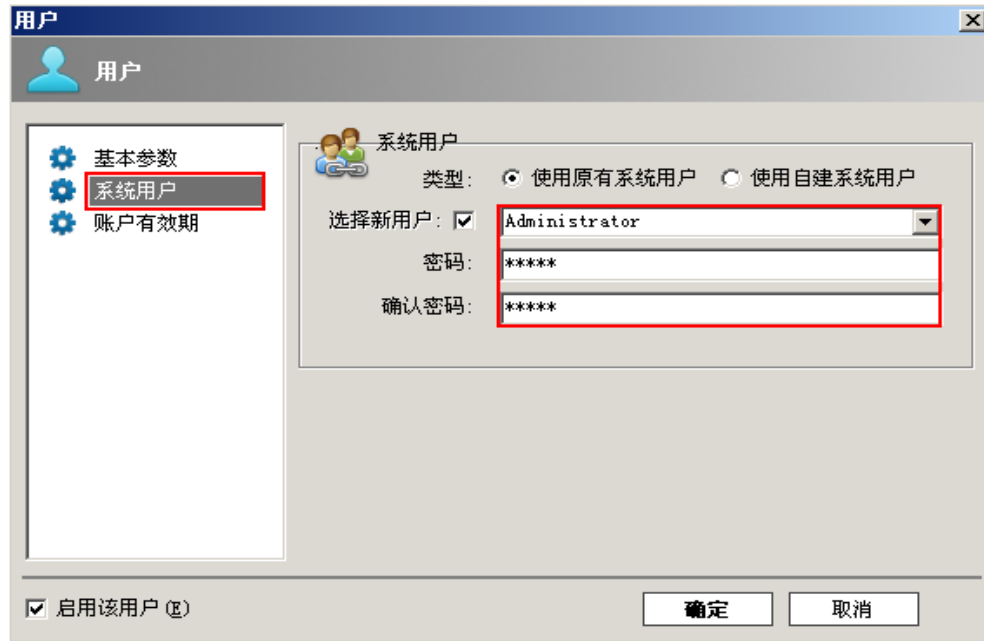 用户
用户
基本参数
系统用户
账户有效期
系统用户
类型: 使用原有系统用户 使用自建系统用户
选择新用户: Administrator
密码: *****
确认密码: *****
启用该用户(E) 确定 取消